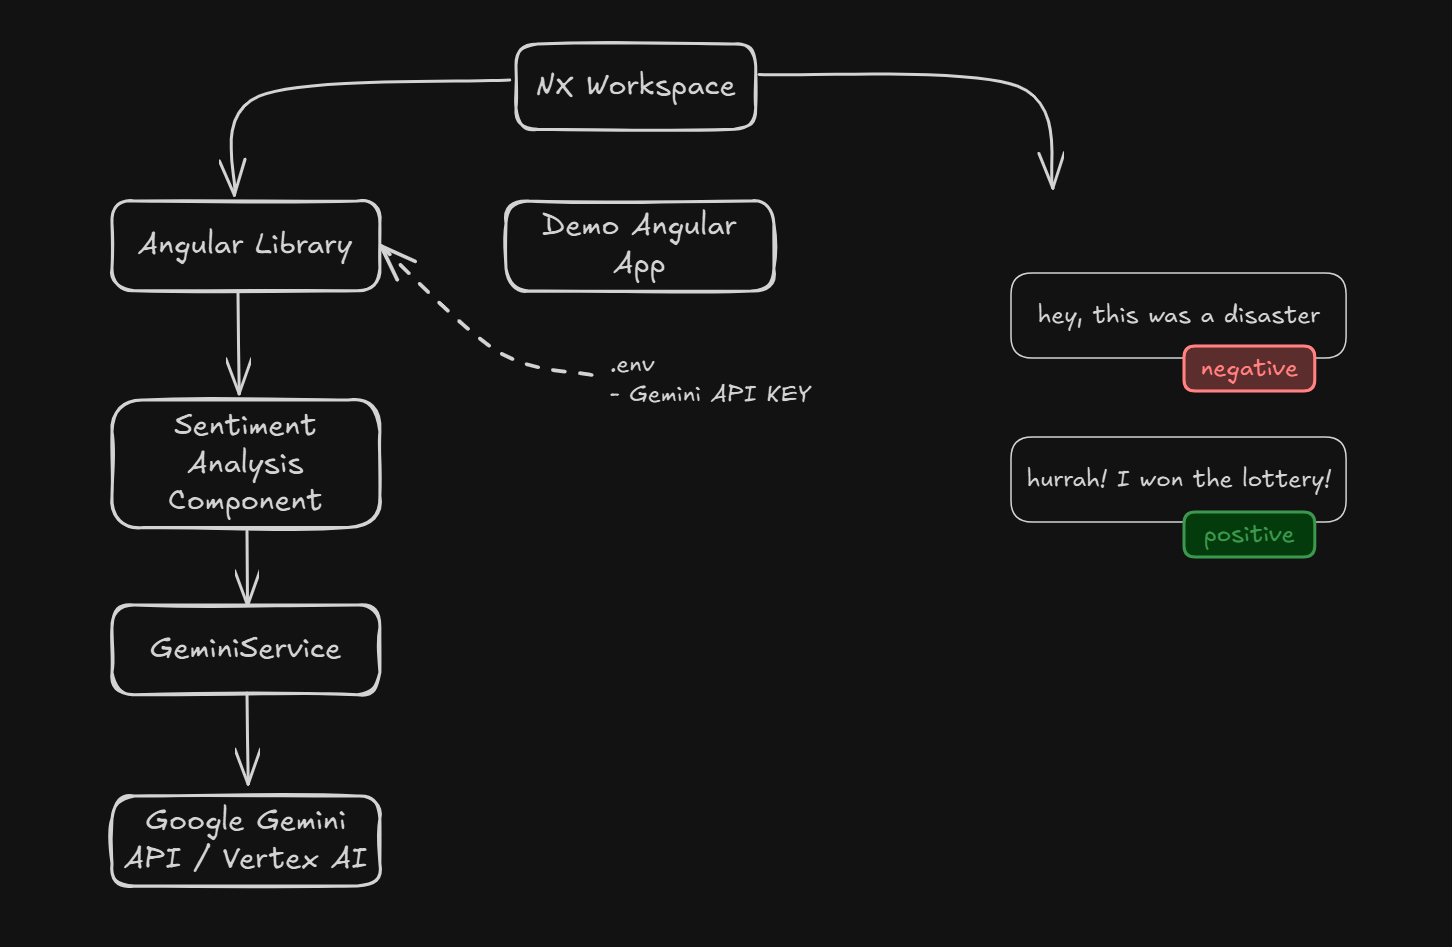 NX Workspace
Angular Library
Demo Angular
App
.env
- Gemini API KEY
Sentiment
Analysis
Component
GeminiService
Google Gemini
API / Vertex AI
hey, this was a disaster
negative
hurrah! I won the lottery!
positive